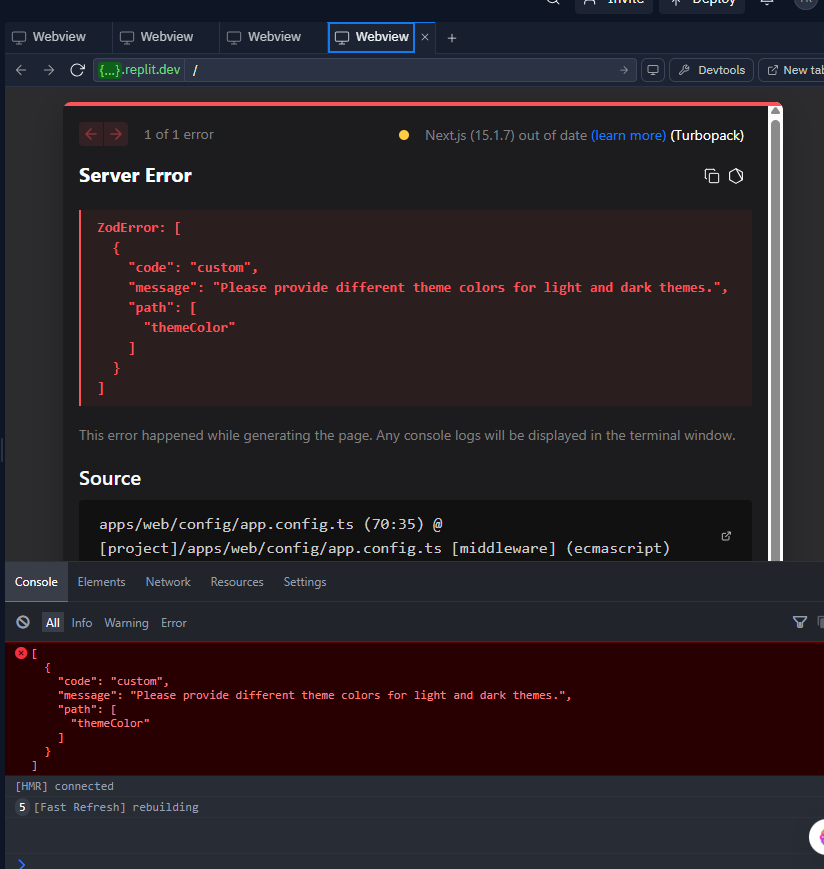 Invite Deploy
Webview Webview Webview Webview × +
{...}.replit.dev / Devtools New tab
1 of 1 error Next.js (15.1.7) out of date (learn more) (Turbopack)
Server Error
ZodError: [
{
"code": "custom",
"message": "Please provide different theme colors for light and dark themes.",
"path": [
"themeColor"
]
}
]
This error happened while generating the page. Any console logs will be displayed in the terminal window.
Source
apps/web/config/app.config.ts (70:35) @
[project]/apps/web/config/app.config.ts [middleware] (ecmascript)
Console Elements Network Resources Settings
All Info Warning Error
[
{
"code": "custom",
"message": "Please provide different theme colors for light and dark themes.",
"path": [
"themeColor"
]
}
]
[HMR] connected
5 [Fast Refresh] rebuilding